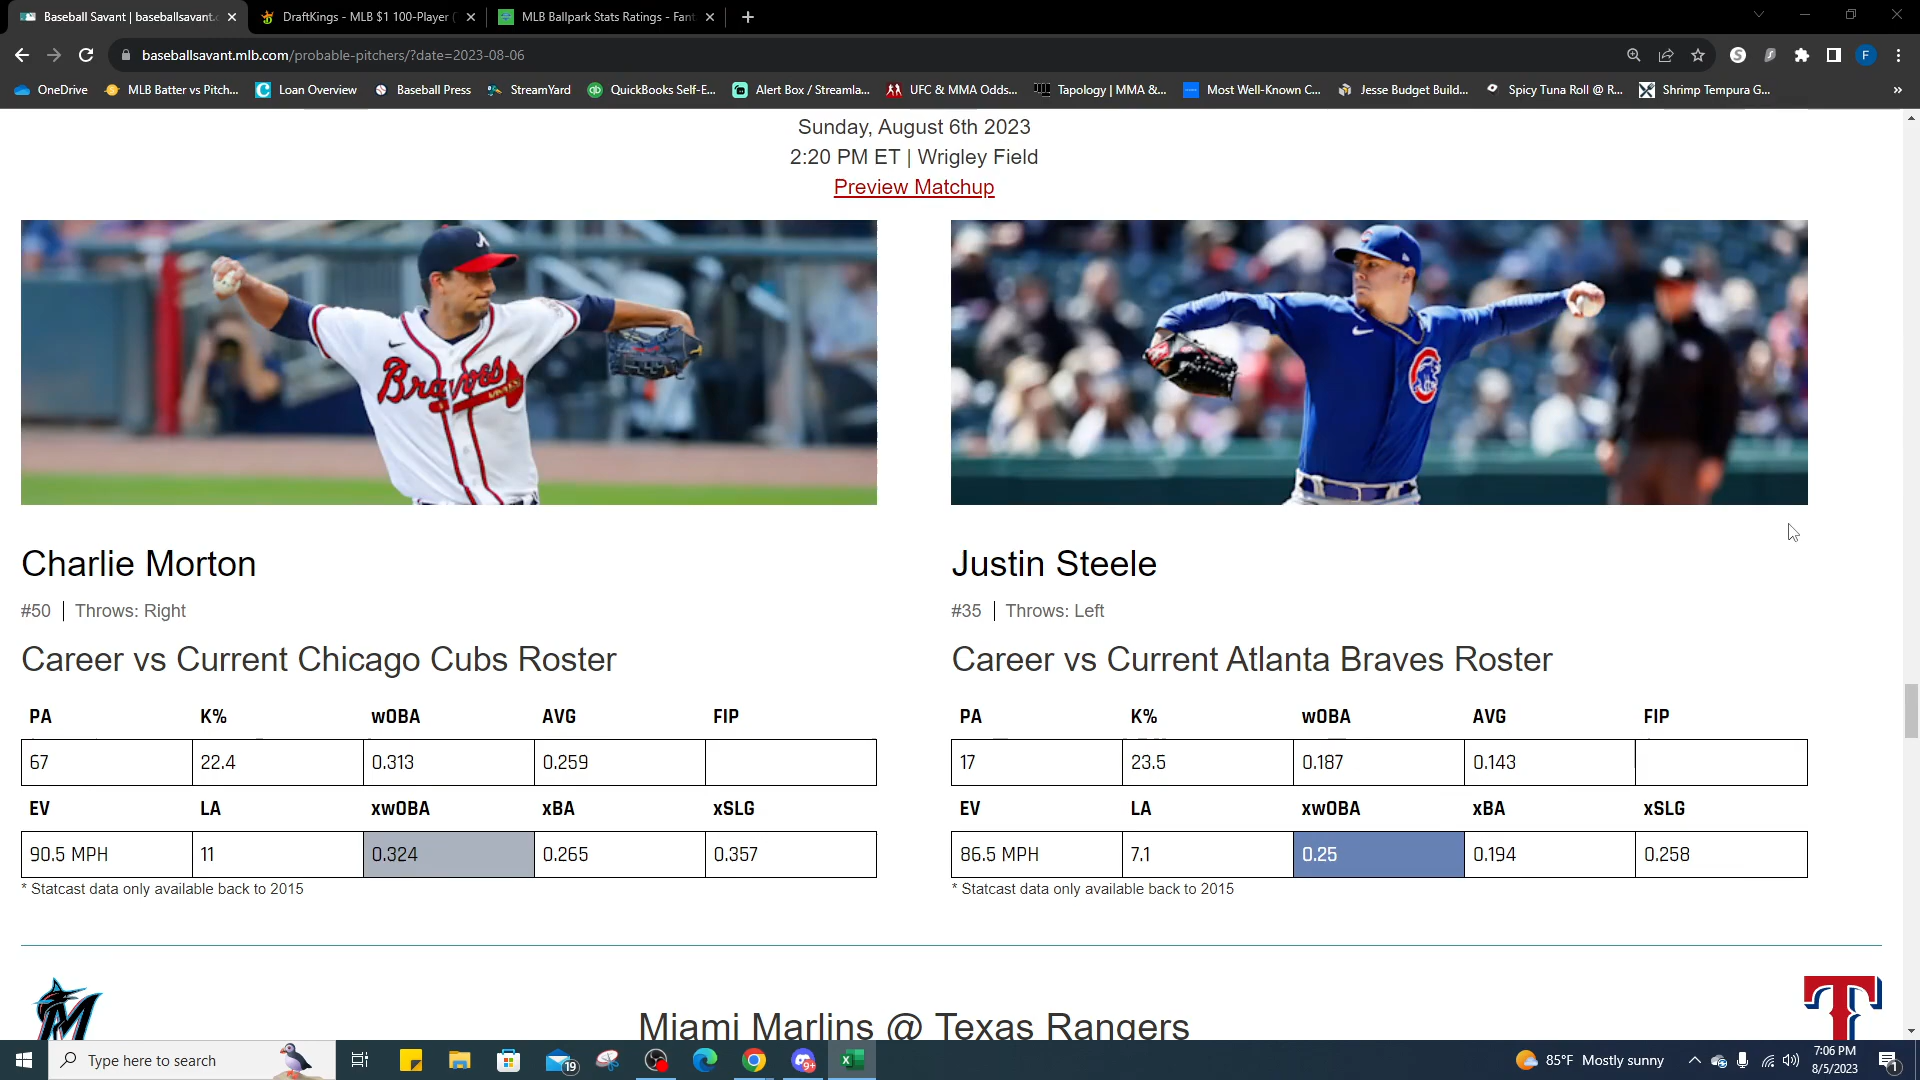 Baseball Savant | baseballsavant.
DraftKings - MLB $1 100-Player (
MLB Ballpark Stats Ratings - Fant
baseballsavant.mlb.com/probable-pitchers/?date=2023-08-06
F
OneDrive
MLB Batter vs Pitch...
Loan Overview
Baseball Press
StreamYard
QuickBooks Self-E...
Alert Box / Streamla...
UFC & MMA Odds...
Tapology | MMA &...
Most Well-Known C...
Jesse Budget Build...
Spicy Tuna Roll @ R...
Shrimp Tempura G...
»
Sunday, August 6th 2023
2:20 PM ET | Wrigley Field
Preview Matchup
Braves
Charlie Morton
#50 | Throws: Right
Career vs Current Chicago Cubs Roster
PA K% wOBA AVG FIP
67 22.4 0.313 0.259
EV LA xwOBA xBA xSLG
90.5 MPH 11 0.324 0.265 0.357
* Statcast data only available back to 2015
Justin Steele
#35 | Throws: Left
Career vs Current Atlanta Braves Roster
PA K% wOBA AVG FIP
17 23.5 0.187 0.143
EV LA xwOBA xBA xSLG
86.5 MPH 7.1 0.25 0.194 0.258
* Statcast data only available back to 2015
M
Miami Marlins @ Texas Rangers
T
Type here to search
19
9+
85°F Mostly sunny
7:06 PM
8/5/2023
1